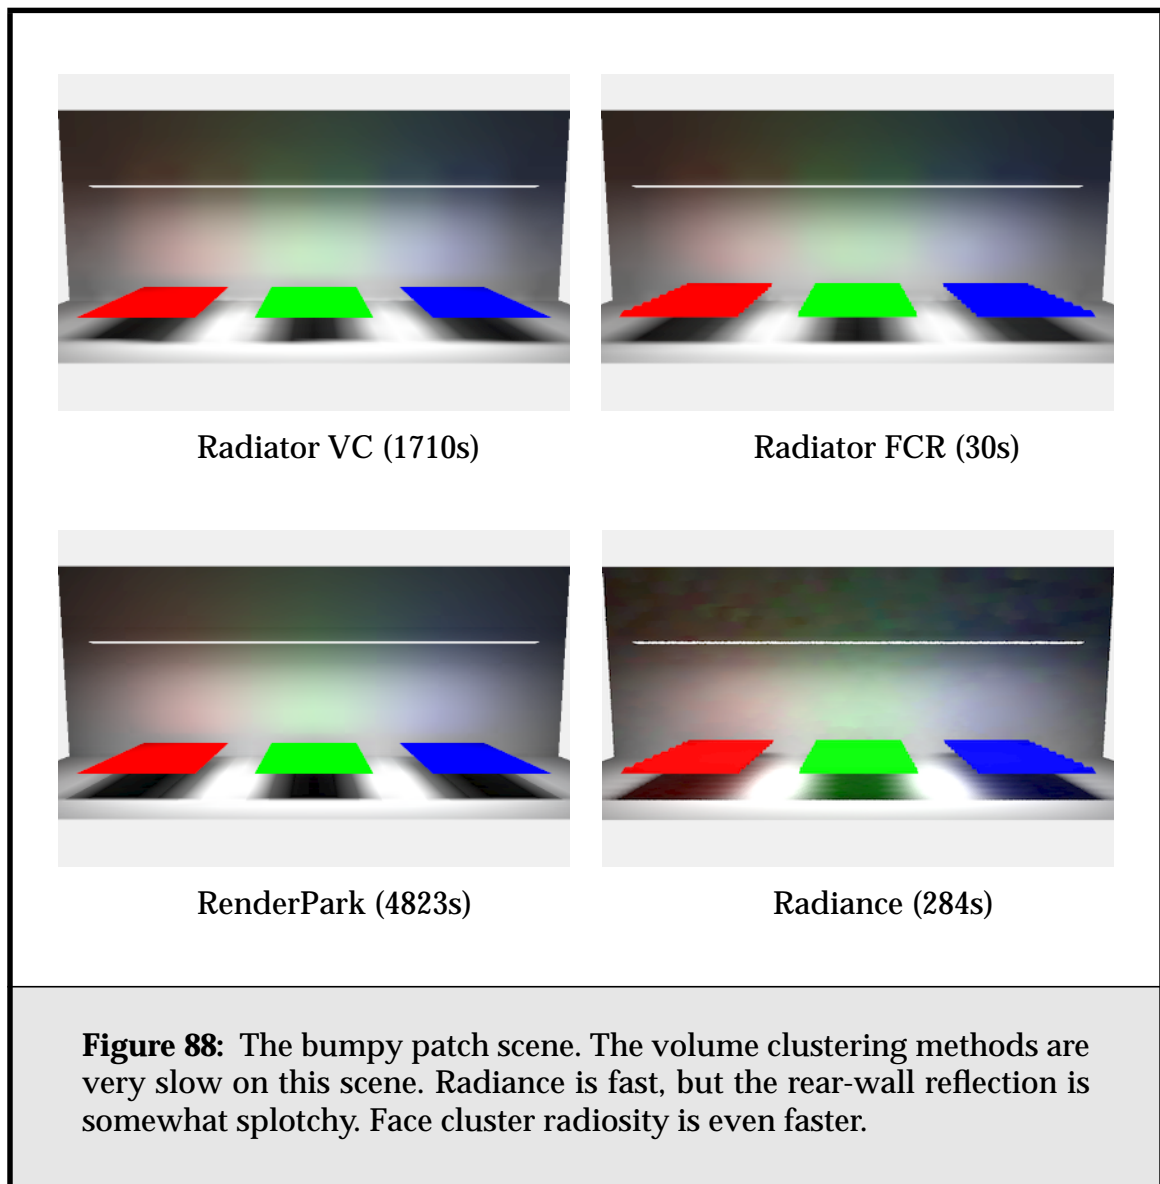 Radiator VC (1710s)
Radiator FCR (30s)
RenderPark (4823s)
Radiance (284s)
Figure 88: The bumpy patch scene. The volume clustering methods are
very slow on this scene. Radiance is fast, but the rear-wall reflection is
somewhat splotchy. Face cluster radiosity is even faster.